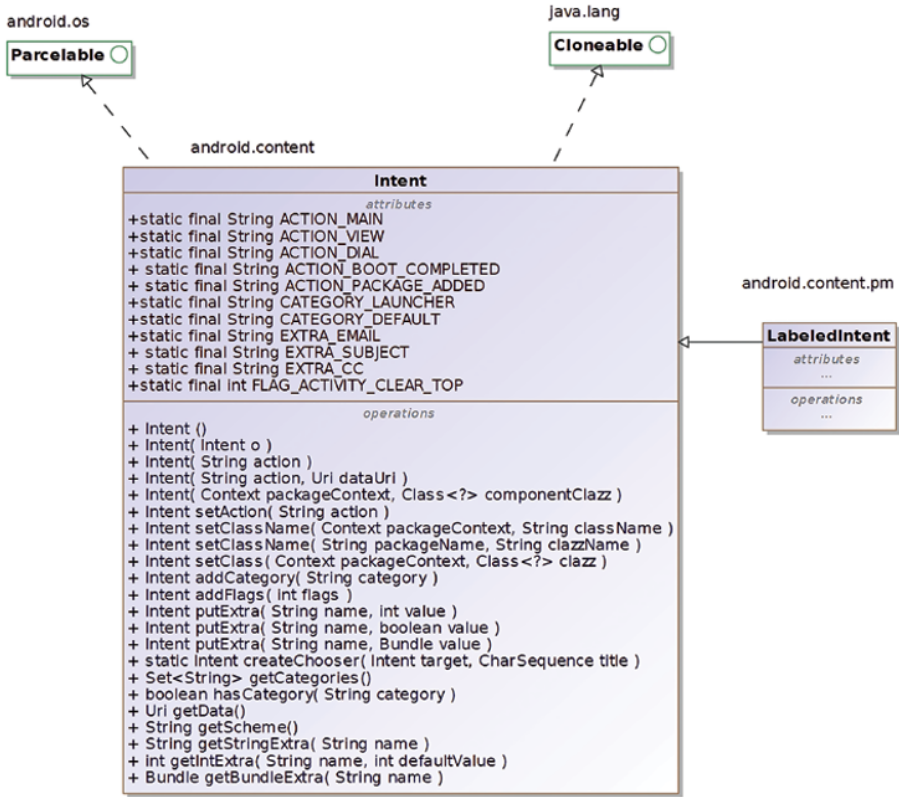 android.os
java.lang
Parcelable
Cloneable
android.content
Intent
attributes
+static final String ACTION_MAIN
+static final String ACTION_VIEW
+static final String ACTION_DIAL
+ static final String ACTION_BOOT_COMPLETED
+ static final String ACTION_PACKAGE_ADDED
+static final String CATEGORY_LAUNCHER
+static final String CATEGORY_DEFAULT
+static final String EXTRA_EMAIL
+ static final String EXTRA_SUBJECT
+ static final String EXTRA_CC
+static final int FLAG_ACTIVITY_CLEAR_TOP
operations
+ Intent ()
+ Intent( Intent o )
+ Intent( String action )
+ Intent( String action, Uri dataUri )
+ Intent( Context packageContext, Class<?> componentClazz )
+ Intent setAction( String action )
+ Intent setClassName( Context packageContext, String className )
+ Intent setClassName( String packageName, String clazzName )
+ Intent setClass( Context packageContext, Class<?> clazz )
+ Intent addCategory( String category )
+ Intent addFlags( int flags )
+ Intent putExtra( String name, int value )
+ Intent putExtra( String name, boolean value )
+ Intent putExtra( String name, Bundle value )
+ static Intent createChooser( Intent target, CharSequence title )
+ Set<String> getCategories()
+ boolean hasCategory( String category )
+ Uri getData()
+ String getScheme()
+ String getStringExtra( String name )
+ int getIntExtra( String name, int defaultValue )
+ Bundle getBundleExtra( String name )
android.content.pm
LabeledIntent
attributes
...
operations
...